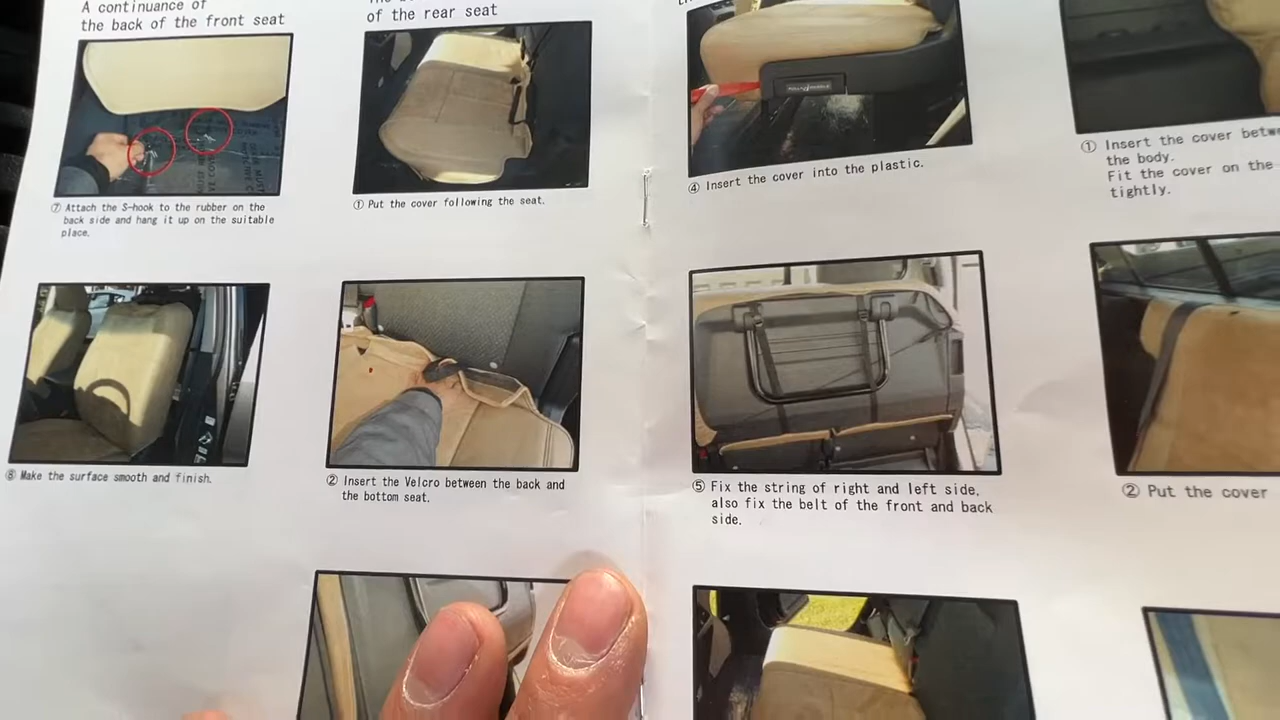 A continuance of
the back of the front seat
of the rear seat
⑦ Attach the S-hook to the rubber on the
back side and hang it up on the suitable
place.
① Put the cover following the seat.
④ Insert the cover into the plastic.
① Insert the cover
the body.
Fit the cover on the
tightly.
⑧ Make the surface smooth and finish.
② Insert the Velcro between the back and
the bottom seat.
⑤ Fix the string of right and left side,
also fix the belt of the front and back
side.
② Put the cover